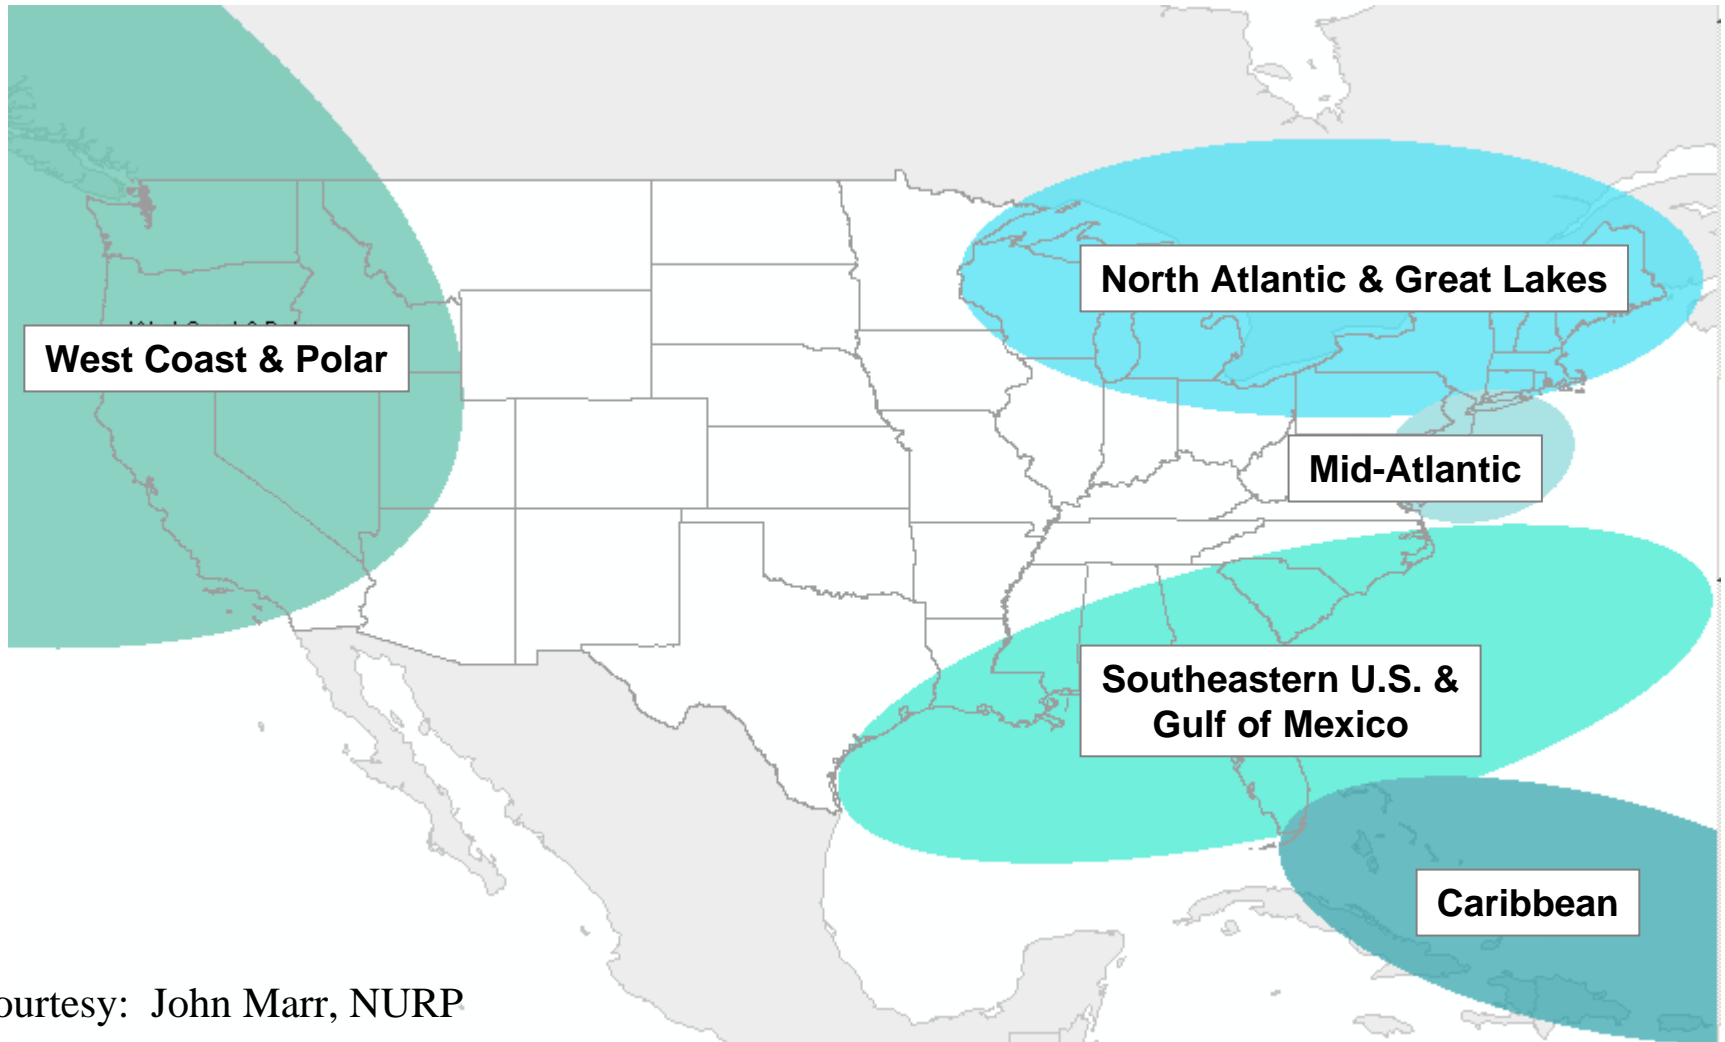 North Atlantic & Great Lakes
West Coast & Polar
Mid-Atlantic
Southeastern U.S. &
Gulf of Mexico
Caribbean
ourtesy: John Marr, NURP